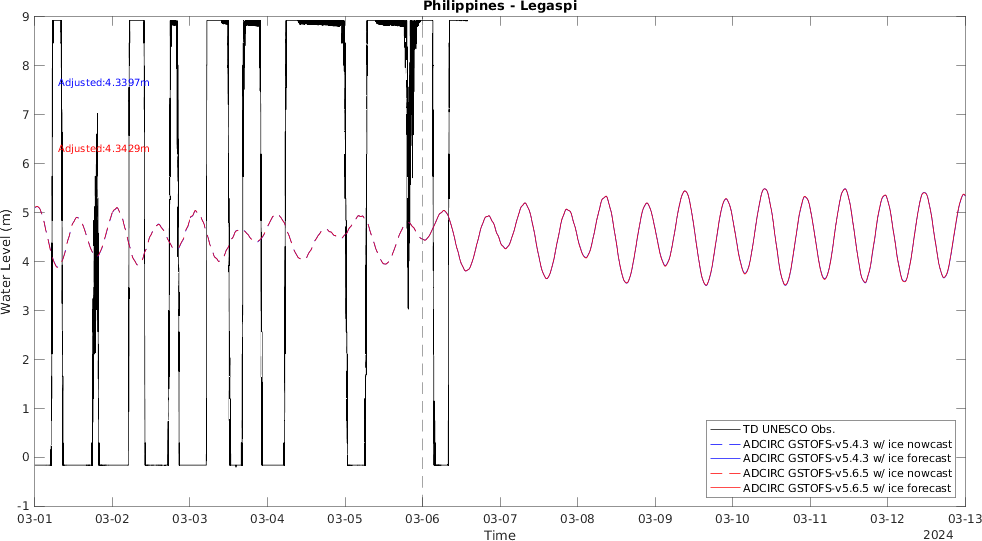 Philippines - Legaspi
9
8
7
6
5
4
3
2
1
0
-1
Water Level (m)
Adjusted:4.3397m
Adjusted:4.3429m
TD UNESCO Obs.
ADCIRC GSTOFS-v5.4.3 w/ ice nowcast
ADCIRC GSTOFS-v5.4.3 w/ ice forecast
ADCIRC GSTOFS-v5.6.5 w/ ice nowcast
ADCIRC GSTOFS-v5.6.5 w/ ice forecast
03-01 03-02 03-03 03-04 03-05 03-06 03-07 03-08 03-09 03-10 03-11 03-12 03-13
Time
2024